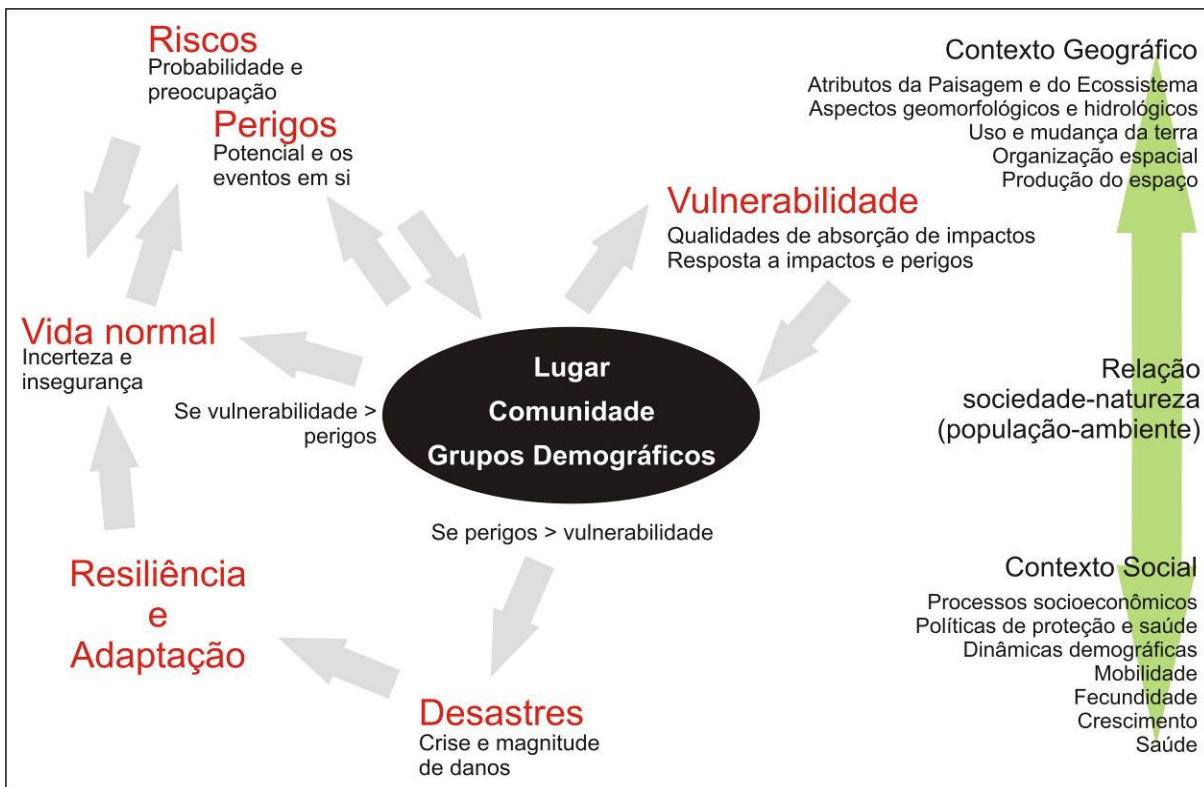 Riscos
Probabilidade e
preocupação
Perigos
Potencial e os
eventos em si
Vulnerabilidade
Qualidades de absorção de impactos
Resposta a impactos e perigos
Vida normal
Incerteza e
insegurança
Se vulnerabilidade >
perigos
Lugar
Comunidade
Grupos Demográficos
Se perigos > vulnerabilidade
Resiliência
e
Adaptação
Desastres
Crise e magnitude
de danos
Contexto Geográfico
Atributos da Paisagem e do Ecossistema
Aspectos geomorfológicos e hidrológicos
Uso e mudança da terra
Organização espacial
Produção do espaço
Relação
sociedade-natureza
(população-ambiente)
Contexto Social
Processos socioeconômicos
Políticas de proteção e saúde
Dinâmicas demográficas
Mobilidade
Fecundidade
Crescimento
Saúde